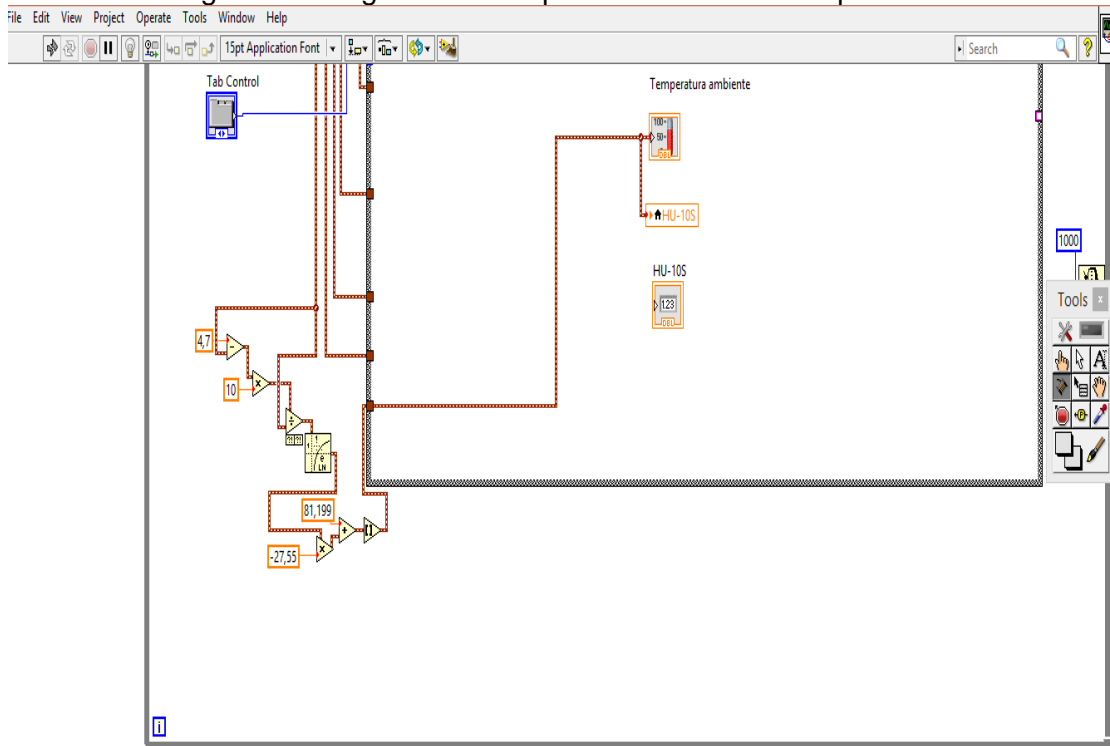 File Edit View Project Operate Tools Window Help
15pt Application Font
Search
Tab Control
Temperatura ambiente
100
50
DBL
HU-10S
HU-10S
123
DBL
1000
Tools
4,7
10
LN
81,199
-27,55
i